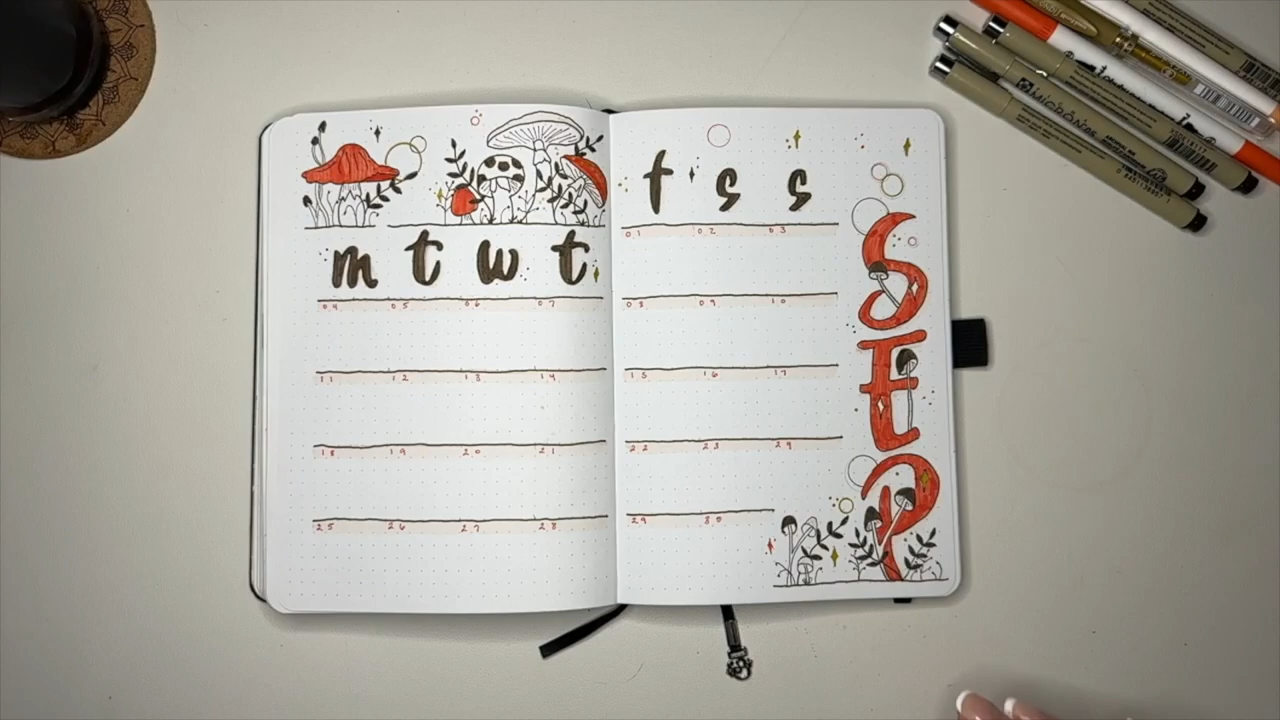 m t w t f s s
01 02 03
04 05 06 07 08 09 10
11 12 13 14 15 16 17
18 19 20 21 22 23 24
25 26 27 28 29 30
SEP
MICRON